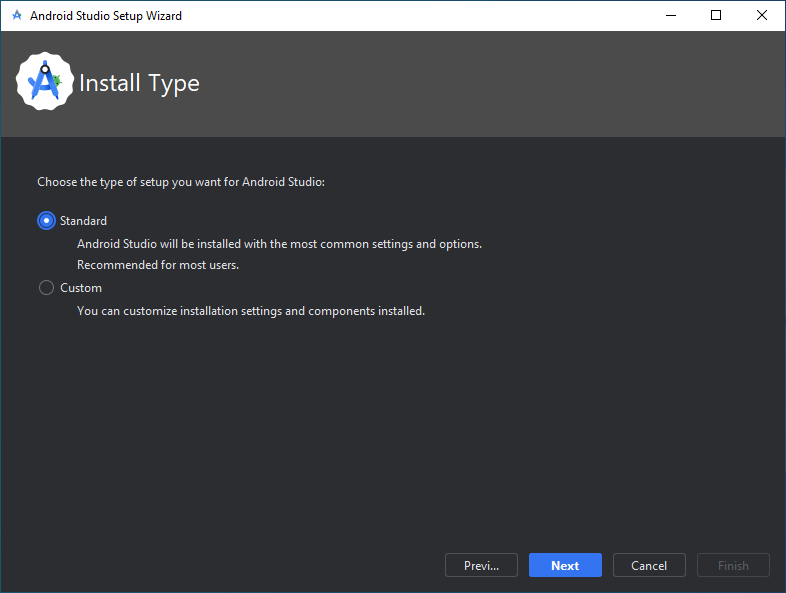 Android Studio Setup Wizard
Install Type
Choose the type of setup you want for Android Studio:
Standard
Android Studio will be installed with the most common settings and options.
Recommended for most users.
Custom
You can customize installation settings and components installed.
Previ... Next Cancel Finish